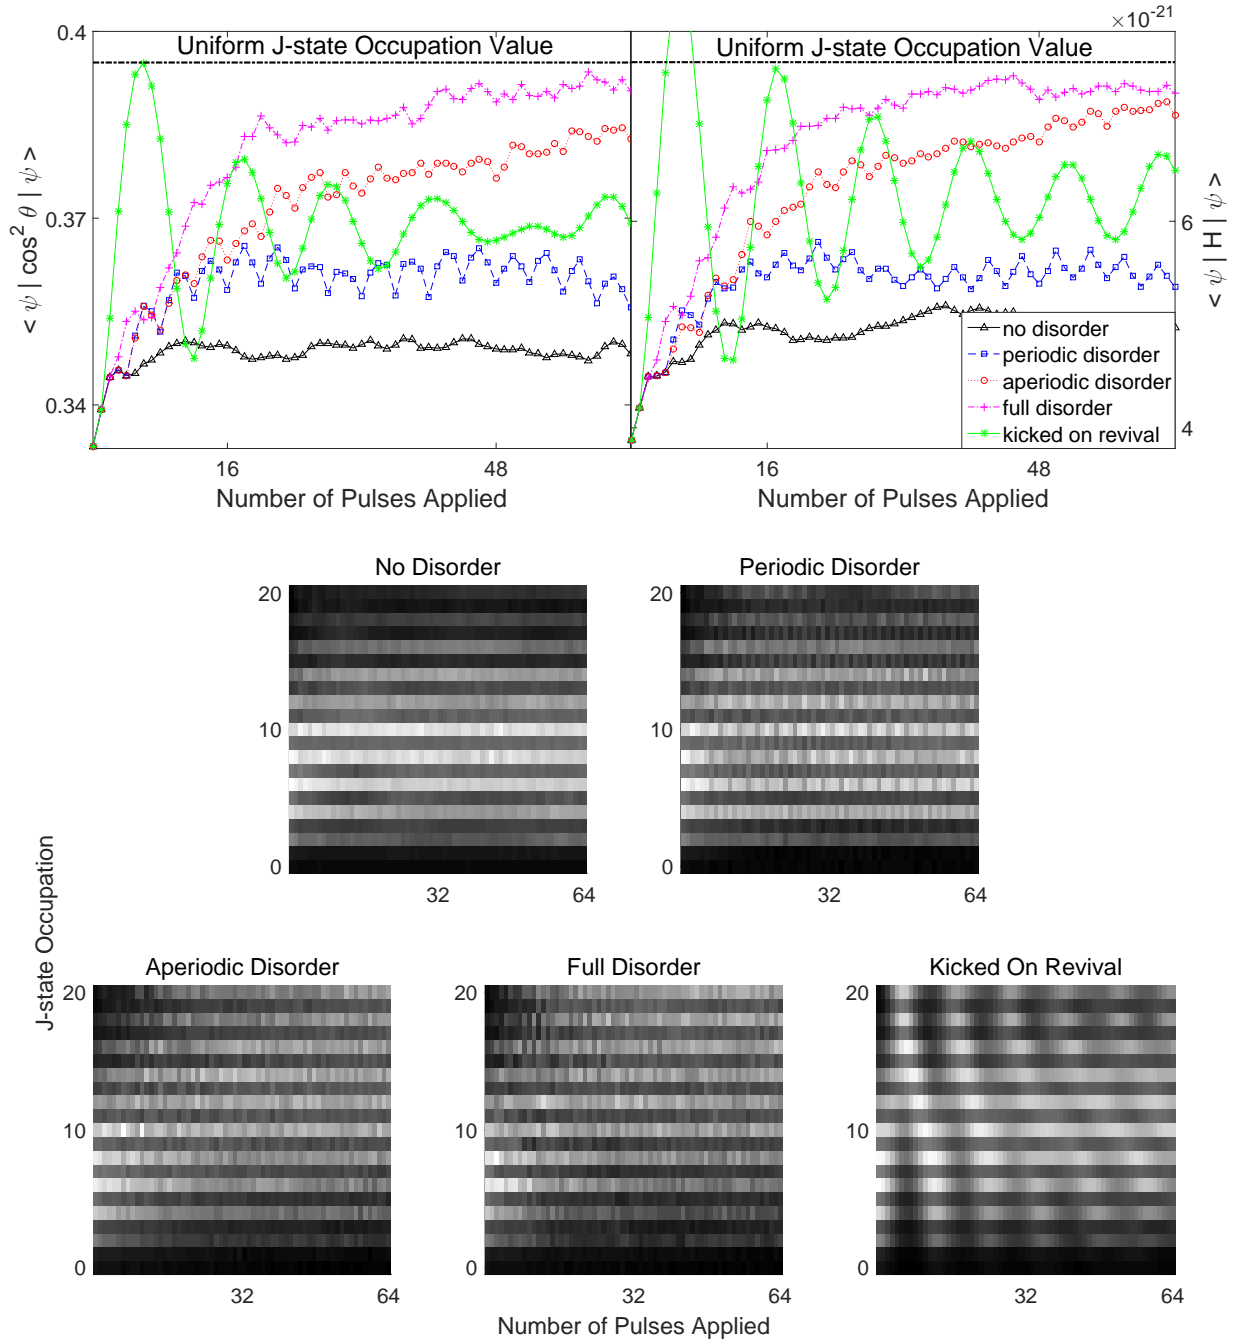 ×10-21
0.4
Uniform J-state Occupation Value
Uniform J-state Occupation Value
< ψ | cos2 θ | ψ >
0.37
6
< ψ | H | ψ >
no disorder
periodic disorder
aperiodic disorder
full disorder
kicked on revival
0.34
4
16
48
16
48
Number of Pulses Applied
Number of Pulses Applied
No Disorder
Periodic Disorder
20
10
0
32
64
20
10
0
32
64
J-state Occupation
Aperiodic Disorder
Full Disorder
Kicked On Revival
20
10
0
32
64
20
10
0
32
64
20
10
0
32
64
Number of Pulses Applied